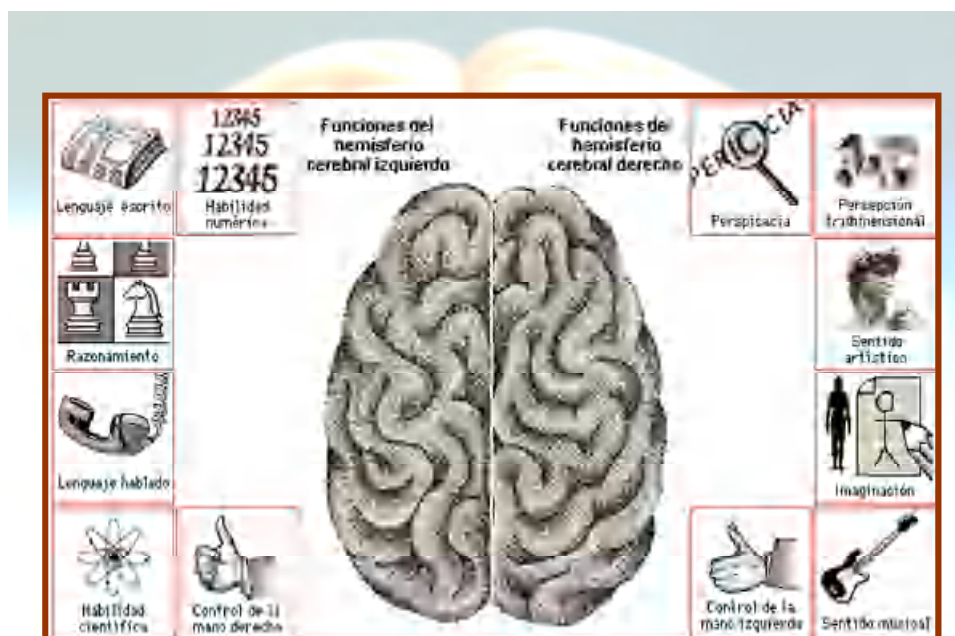 12345
12345
12345
Funciones del
hemisferio
cerebral izquierdo
Funciones del
hemisferio
cerebral derecho
PERICIA
Lenguaje escrito
Habilidad
numérica
Perspicacia
Persepción
Razonamiento
Sentido
artístico
Lenguaje hablado
Imaginación
Habilidad
científica
Control de la
mano derecha
Control de la
mano izquierda
Sentido musical